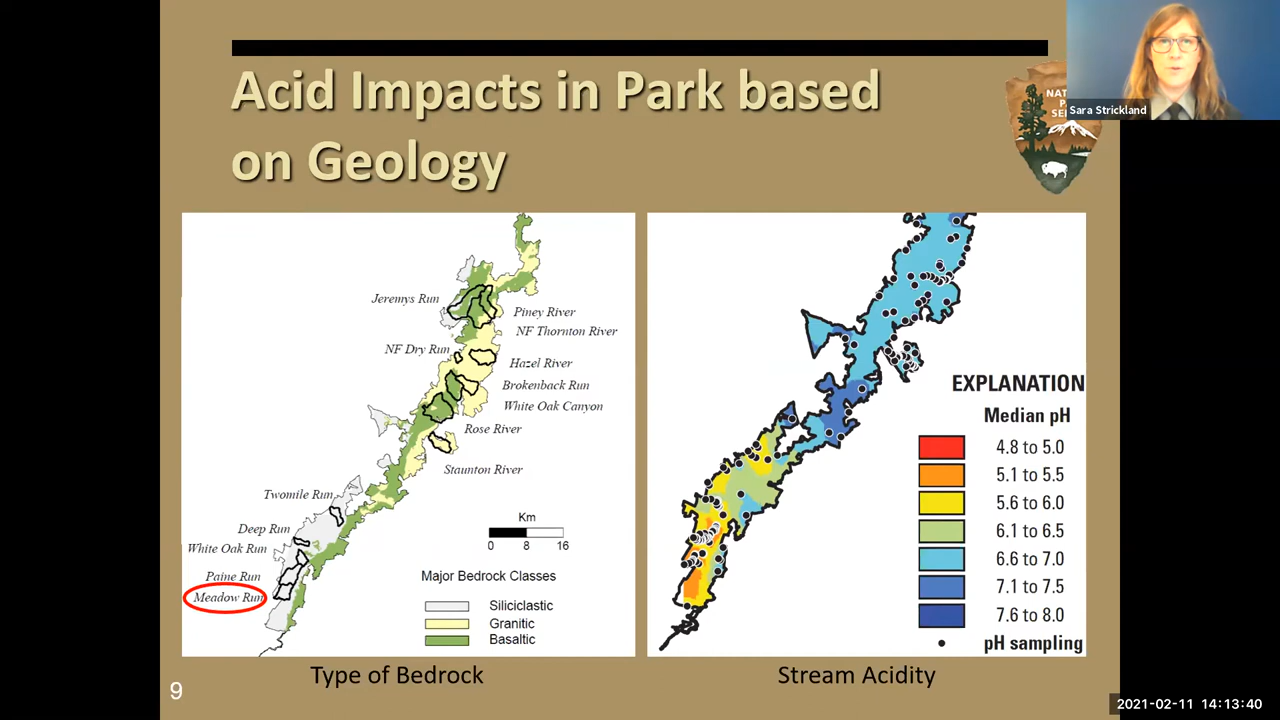 Acid Impacts in Park based
on Geology
Sara Strickland
Jeremys Run
Piney River
NF Thornton River
NF Dry Run
Hazel River
Brokenback Run
White Oak Canyon
Rose River
Staunton River
Twomile Run
Deep Run
White Oak Run
Paine Run
Meadow Run
Km
0 8 16
Major Bedrock Classes
Siliciclastic
Granitic
Basaltic
Type of Bedrock
EXPLANATION
Median pH
4.8 to 5.0
5.1 to 5.5
5.6 to 6.0
6.1 to 6.5
6.6 to 7.0
7.1 to 7.5
7.6 to 8.0
pH sampling
Stream Acidity
9
2021-02-11 14:13:40